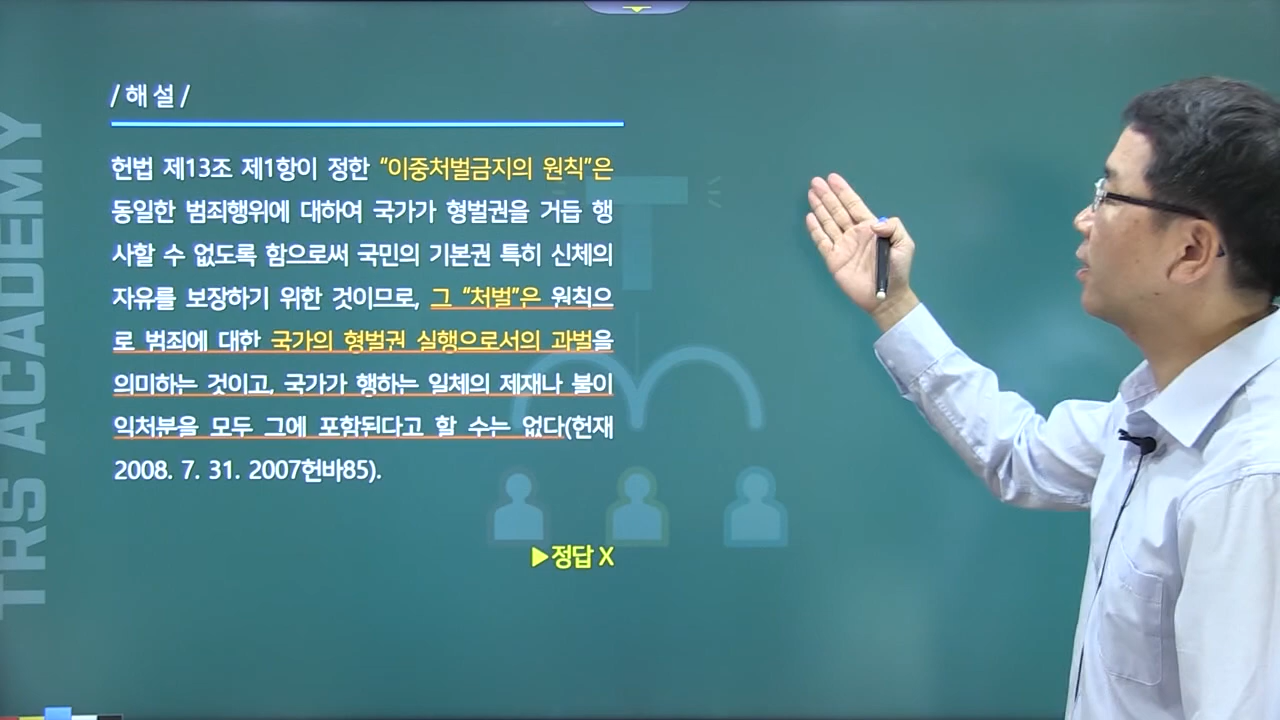 / 해 설 /
헌법 제13조 제1항이 정한 “이중처벌금지의 원칙”은
동일한 범죄행위에 대하여 국가가 형벌권을 거듭 행
사할 수 없도록 함으로써 국민의 기본권 특히 신체의
자유를 보장하기 위한 것이므로, 그 “처벌”은 원칙으
로 범죄에 대한 국가의 형벌권 실행으로서의 과벌을
의미하는 것이고, 국가가 행하는 일체의 제재나 불이
익처분을 모두 그에 포함된다고 할 수는 없다(헌재
2008. 7. 31. 2007헌바85).
▶정답 X
TRS ACADEMY